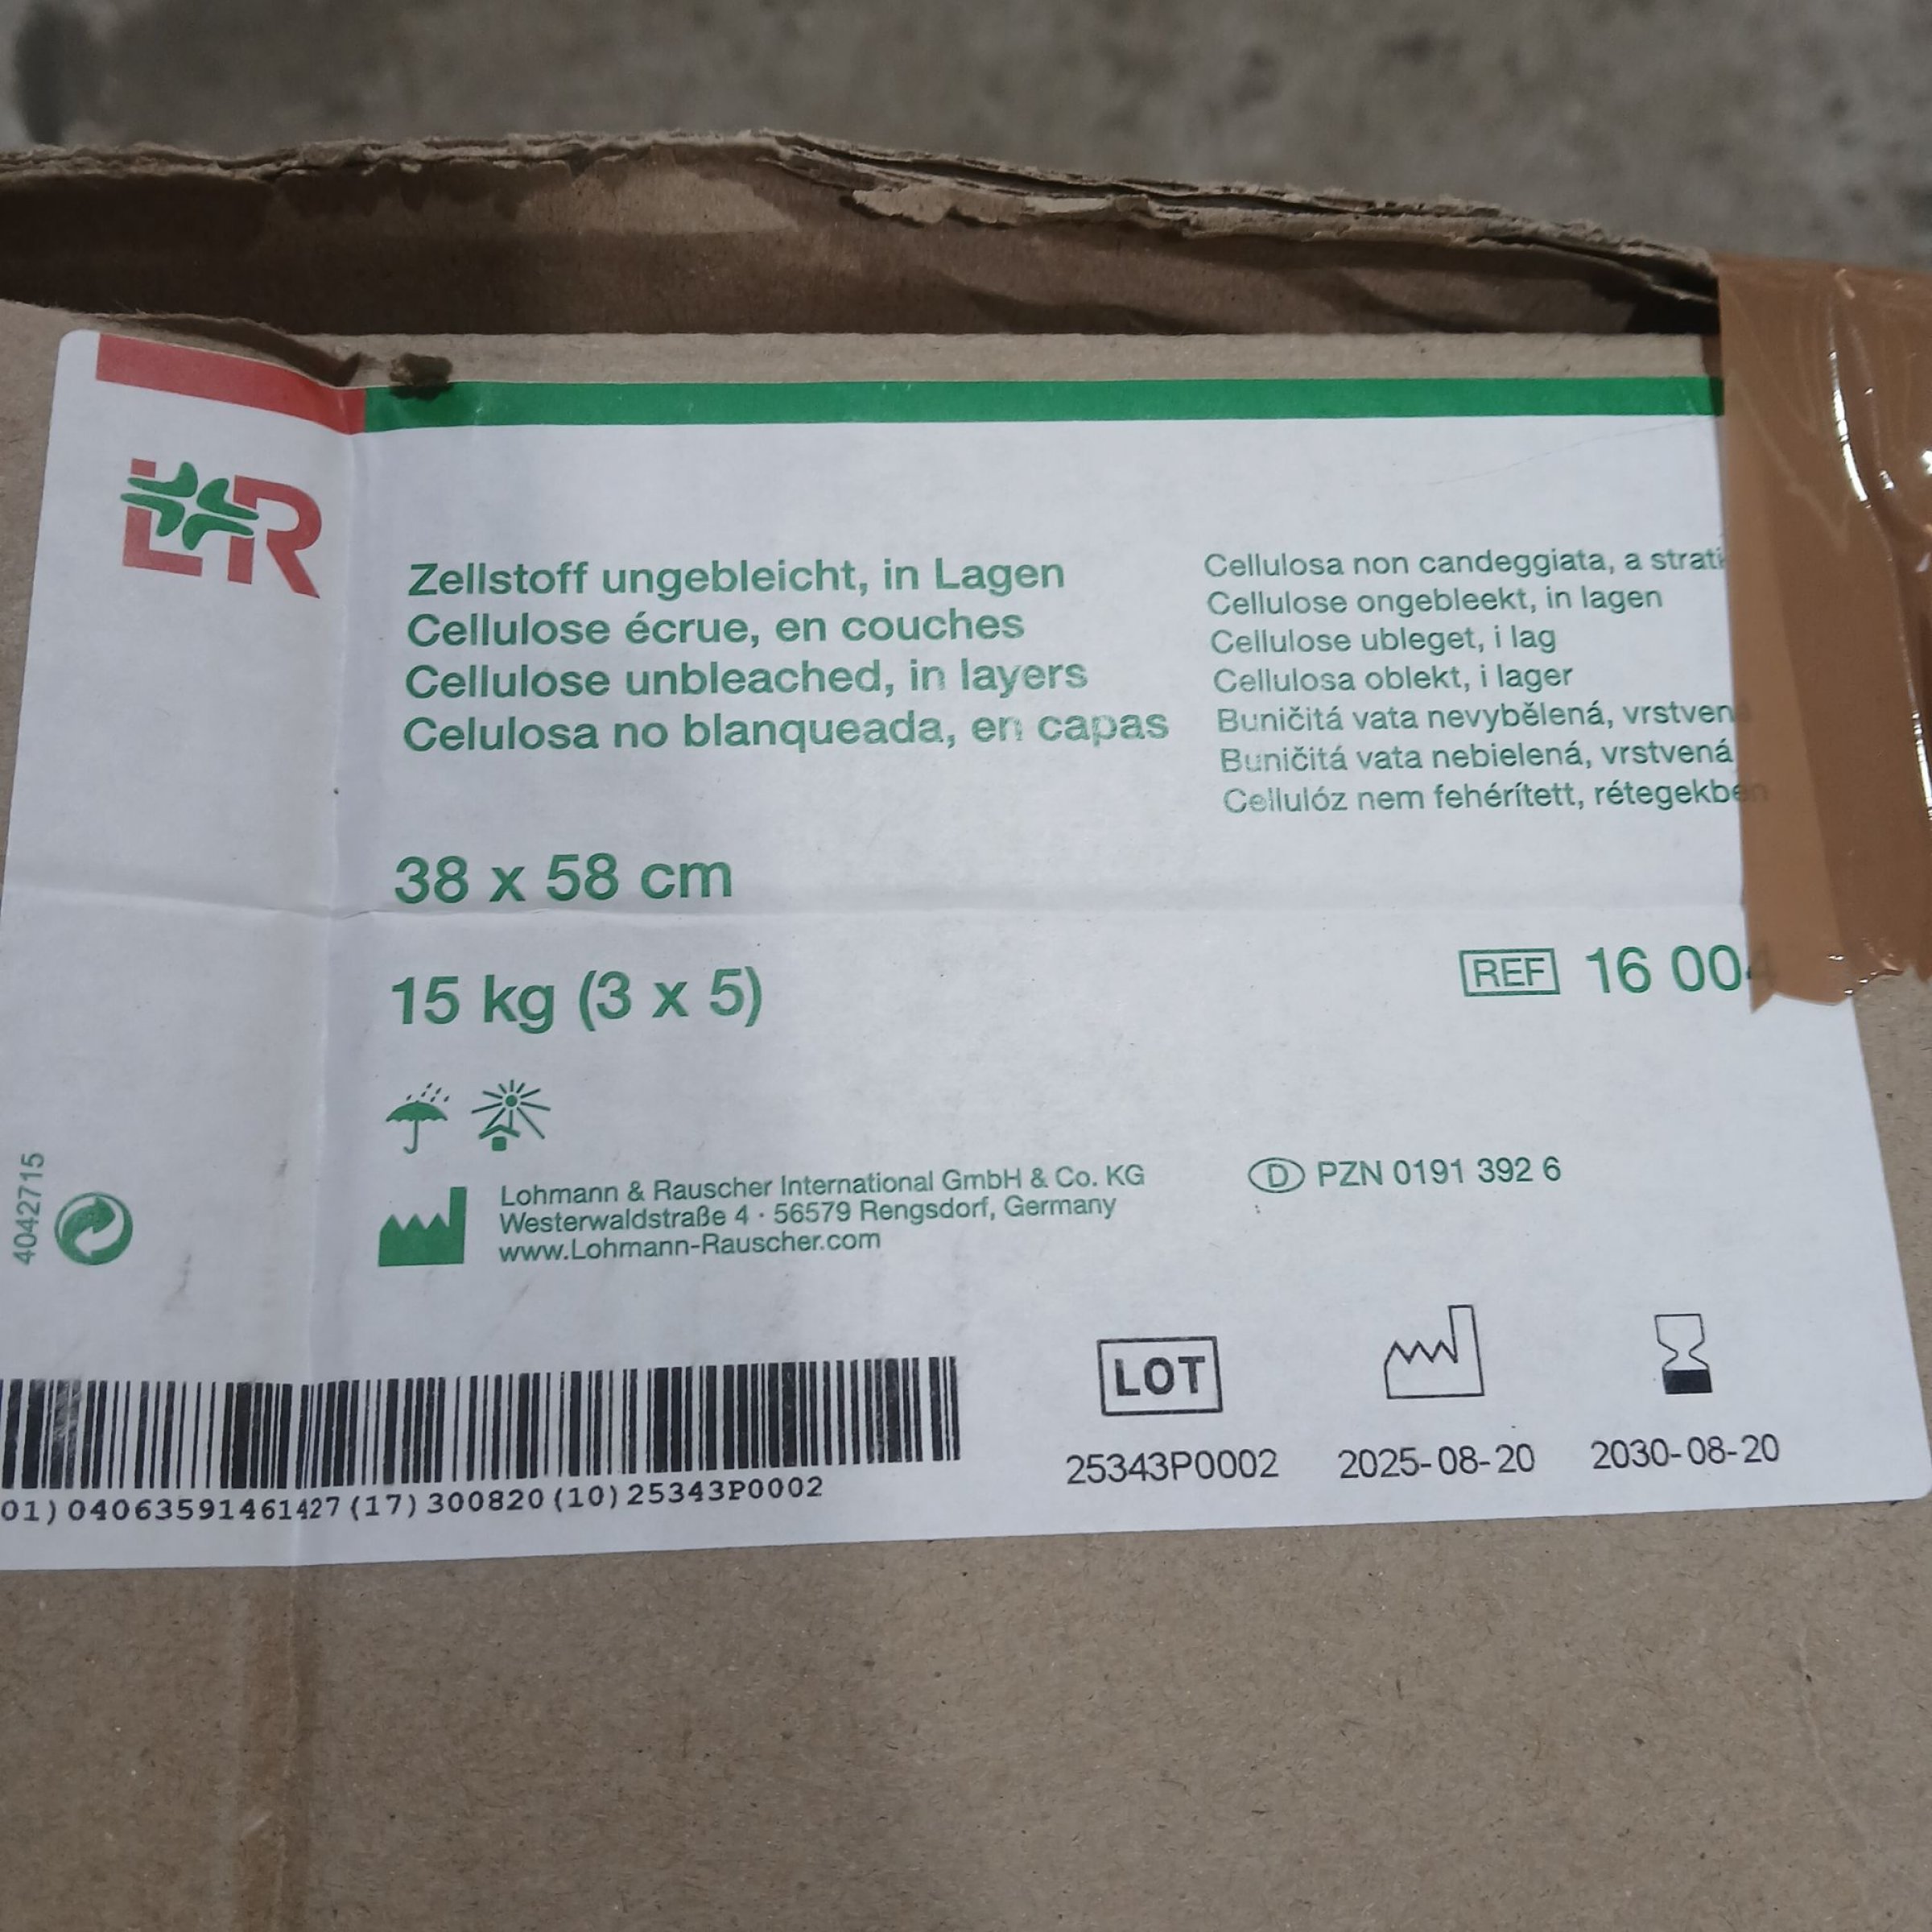 L&R
Zellstoff ungebleicht, in Lagen
Cellulose écrue, en couches
Cellulose unbleached, in layers
Celulosa no blanqueada, en capas
Cellulosa non candeggiata, a strati
Cellulose ongebleekt, in lagen
Cellulose ubleget, i lag
Cellulosa oblekt, i lager
Buničitá vata nevybělená, vrstvená
Buničitá vata nebielená, vrstvená
Cellulóz nem fehérített, rétegekben
38 x 58 cm
15 kg (3 x 5)
REF 16 004
Lohmann & Rauscher International GmbH & Co. KG
Westerwaldstraße 4 · 56579 Rengsdorf, Germany
www.Lohmann-Rauscher.com
D PZN 0191 392 6
4042715
LOT
25343P0002 2025-08-20 2030-08-20
01)04063591461427(17)300820(10)25343P0002